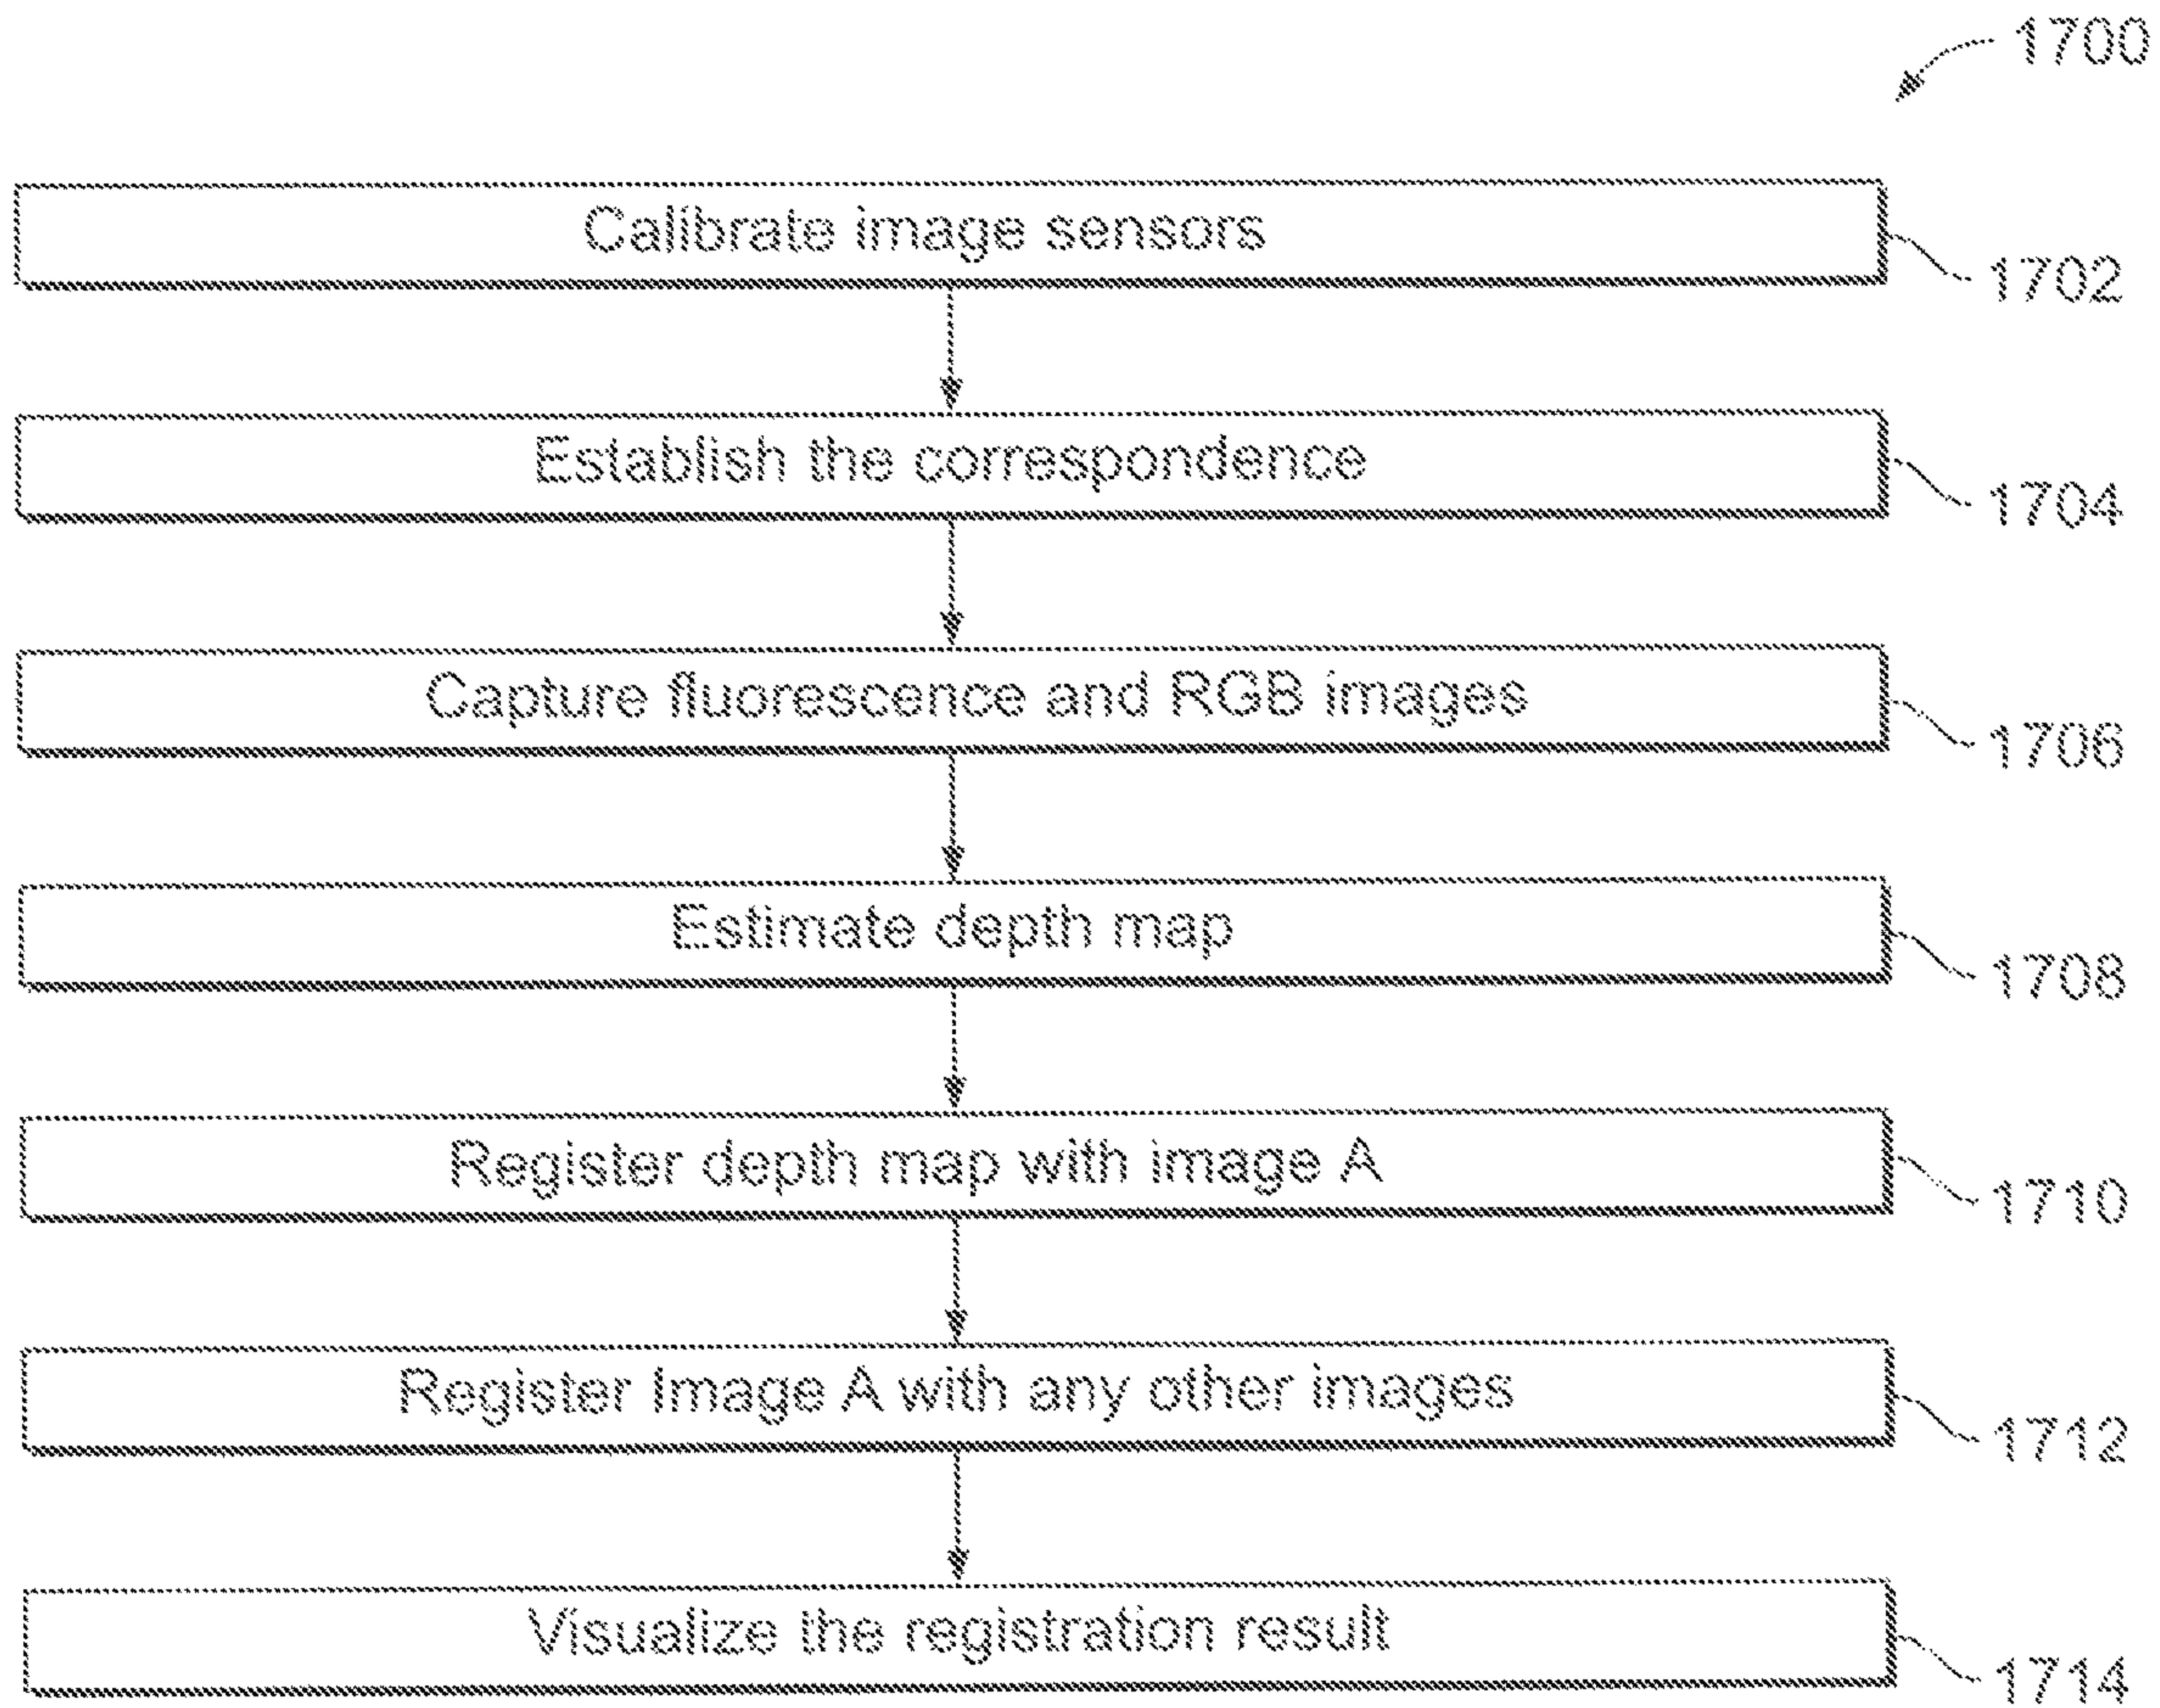 1700
Calibrate image sensors
1702
Establish the correspondence
1704
Capture fluorescence and RGB images
1706
Estimate depth map
1708
Register depth map with image A
1710
Register Image A with any other images
1712
Visualize the registration result
1714